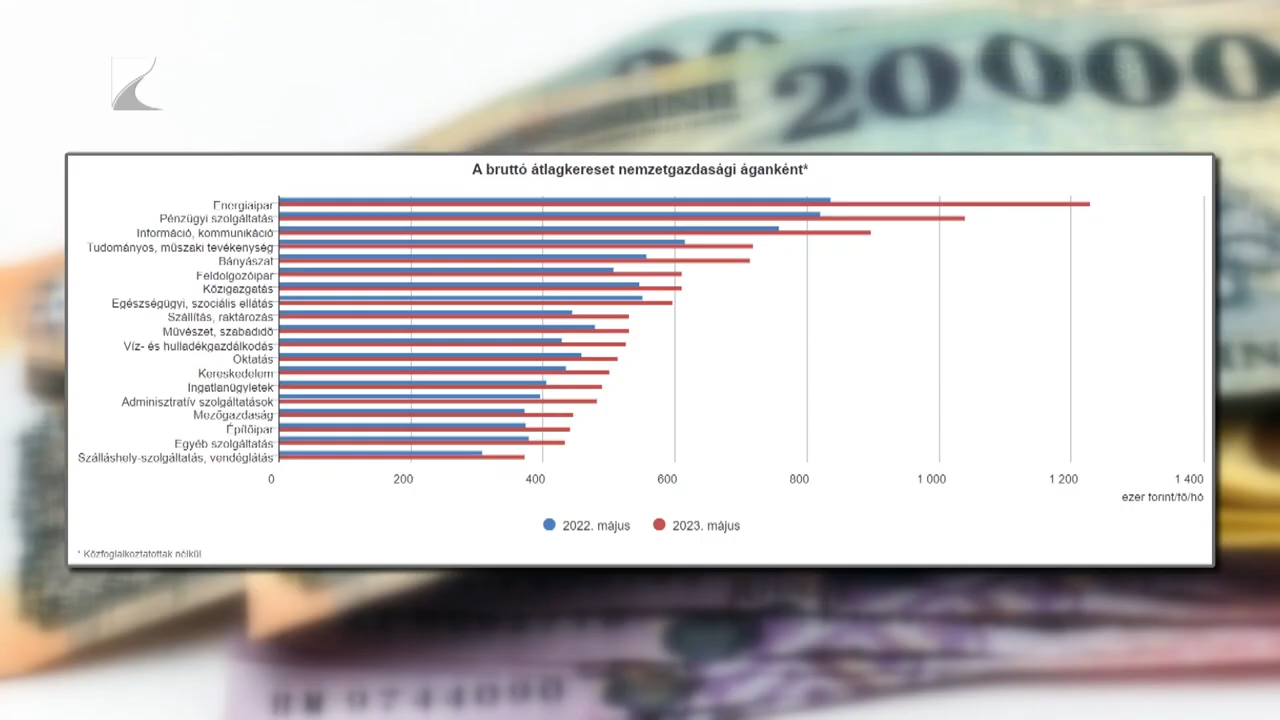 20000
A bruttó átlagkereset nemzetgazdasági áganként*
Energiaipar
Pénzügyi szolgáltatás
Információ, kommunikáció
Tudományos, műszaki tevékenység
Bányászat
Feldolgozóipar
Közigazgatás
Egészségügyi, szociális ellátás
Szállítás, raktározás
Művészet, szabadidő
Víz- és hulladékgazdálkodás
Oktatás
Kereskedelem
Ingatlanügyletek
Adminisztratív szolgáltatások
Mezőgazdaság
Építőipar
Egyéb szolgáltatás
Szálláshely-szolgáltatás, vendéglátás
0 200 400 600 800 1 000 1 200 1 400
ezer forint/fő/hó
2022. május 2023. május
* Közfoglalkoztatottak nélkül